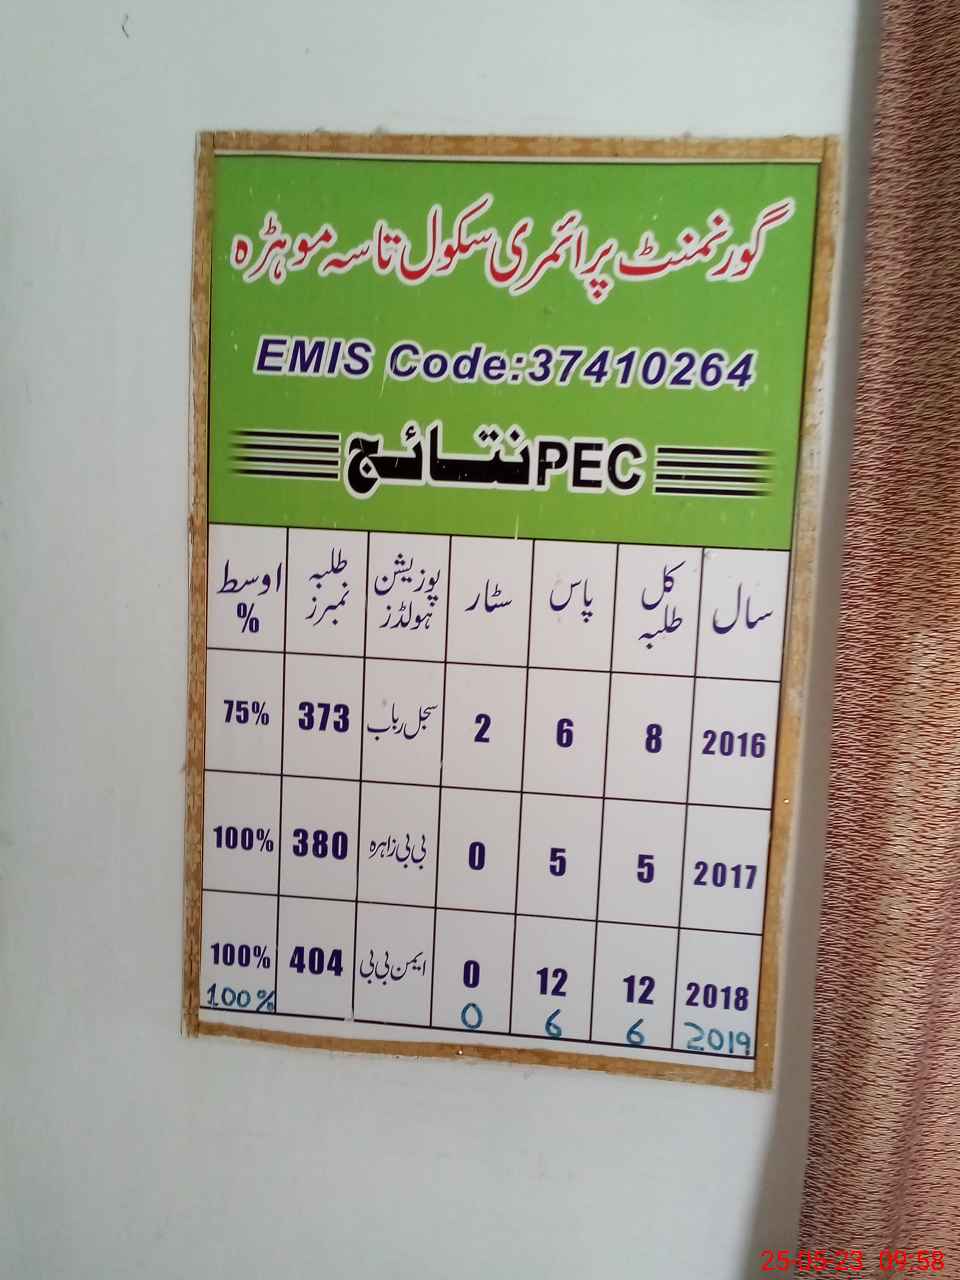 گورنمنٹ پرائمری سکول تاسہ موہڑہ
EMIS Code:37410264
PEC نتائج
سال کل طلبہ پاس سٹار پوزیشن ہولڈز طلبہ نمبرز اوسط %
2016 8 6 2 سجل رباب 373 75%
2017 5 5 0 بی بی زاہرہ 380 100%
2018 12 12 0 ایمن بی بی 404 100%
2019 6 6 0 100%
25-05-23 09:58